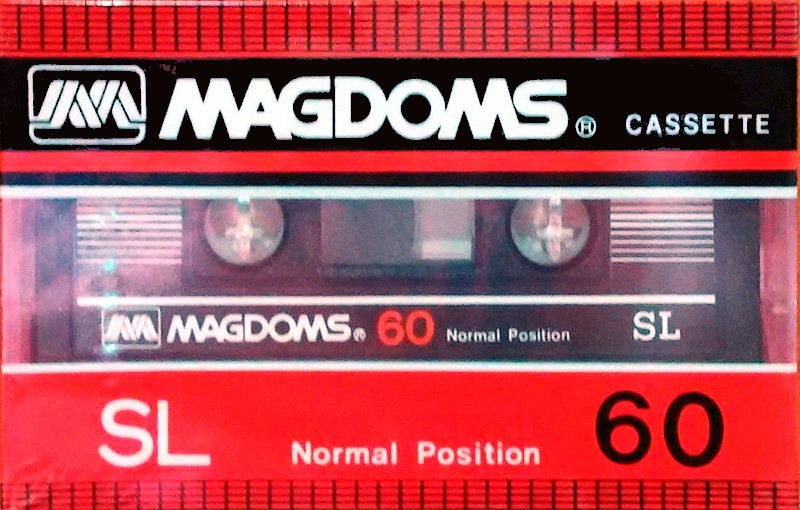 MAGDOMS® CASSETTE
MAGDOMS® 60 Normal Position SL
SL Normal Position 60